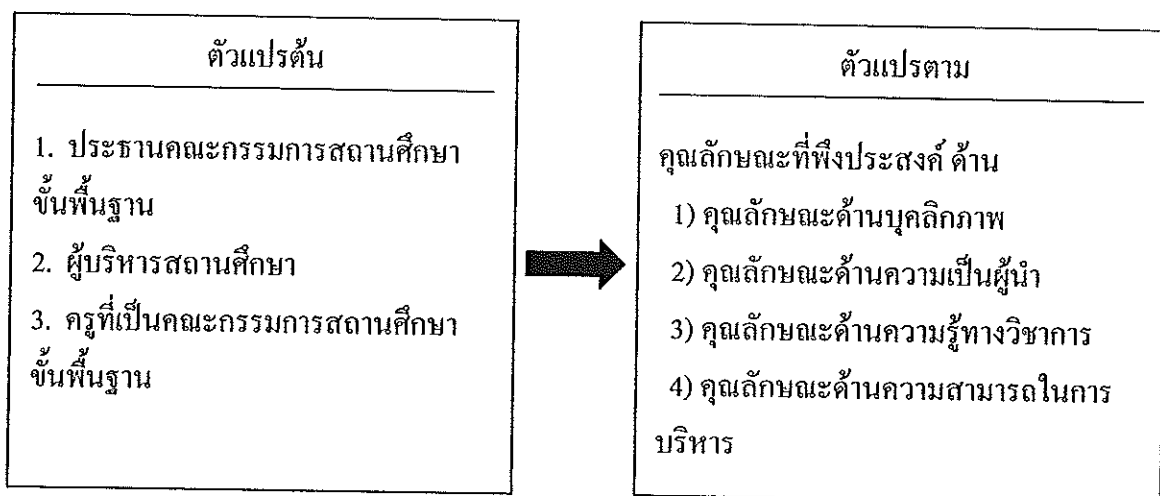 ตัวแปรต้น
1. ประธานคณะกรรมการสถานศึกษา
ขั้นพื้นฐาน
2. ผู้บริหารสถานศึกษา
3. ครูที่เป็นคณะกรรมการสถานศึกษา
ขั้นพื้นฐาน
ตัวแปรตาม
คุณลักษณะที่พึงประสงค์ ด้าน
1) คุณลักษณะด้านบุคลิกภาพ
2) คุณลักษณะด้านความเป็นผู้นำ
3) คุณลักษณะด้านความรู้ทางวิชาการ
4) คุณลักษณะด้านความสามารถในการ
บริหาร